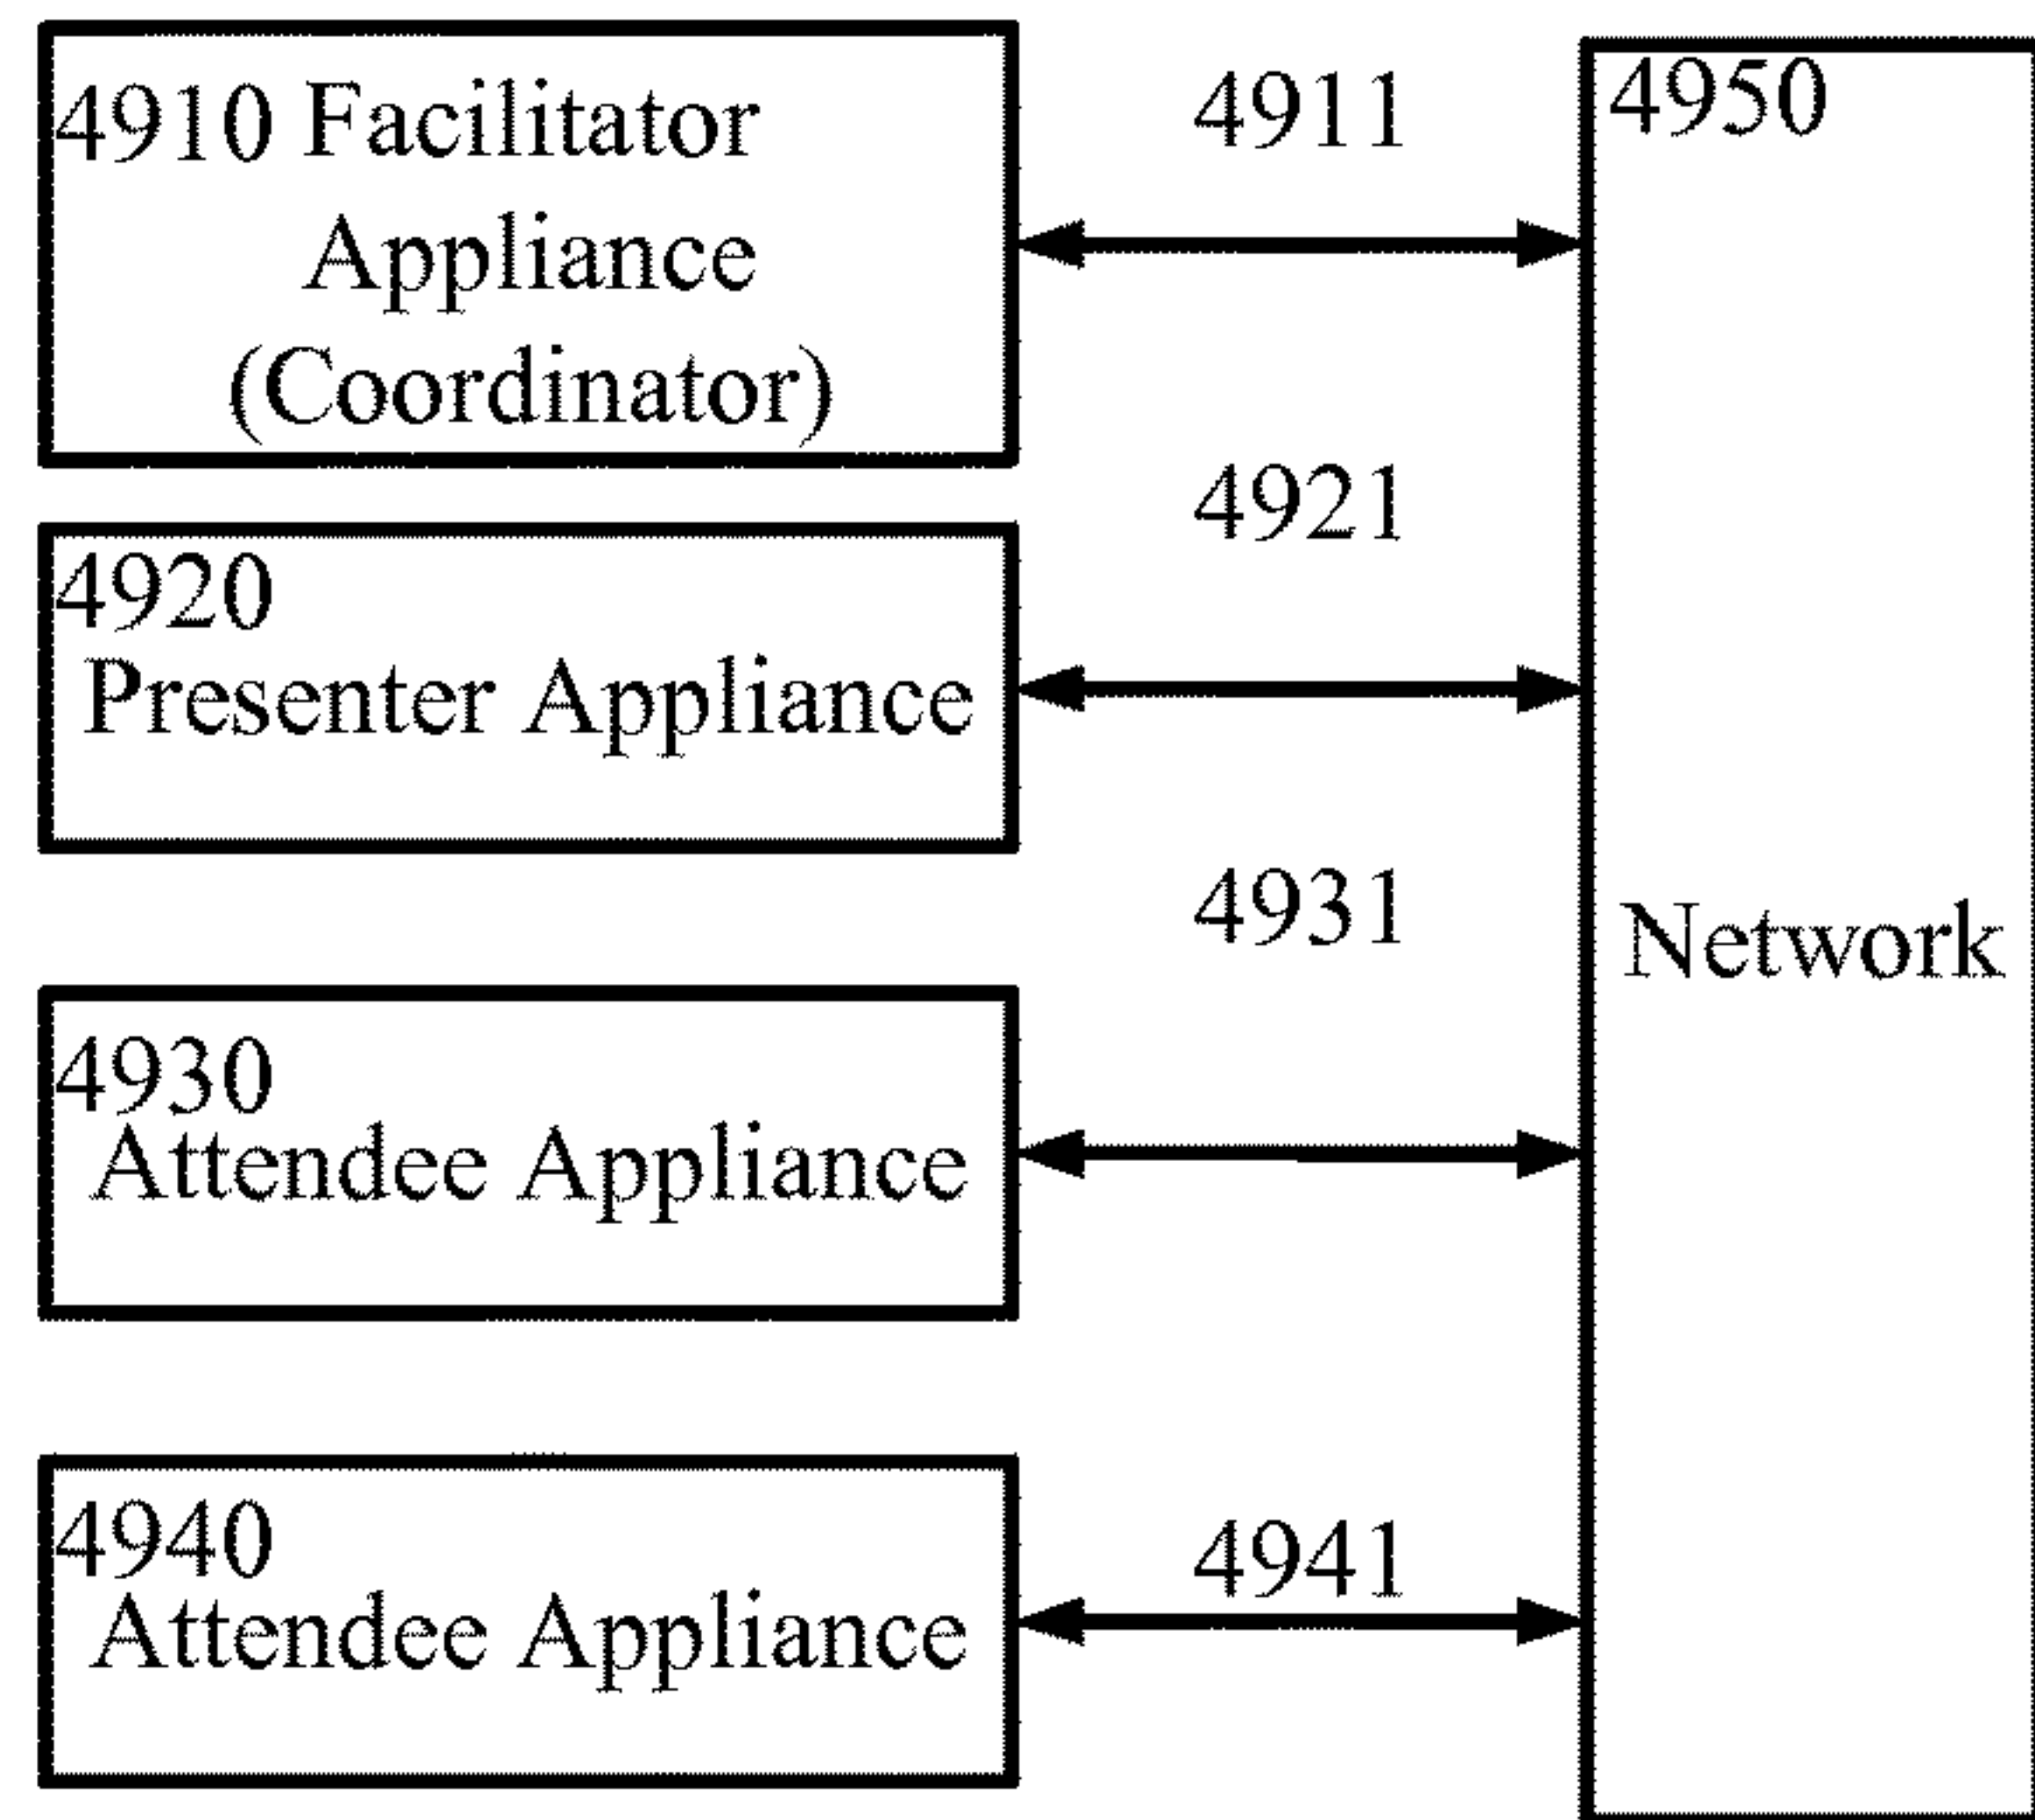 4910 Facilitator
Appliance
(Coordinator)
4911
4950
4921
4920
Presenter Appliance
4931
Network
4930
Attendee Appliance
4940
Attendee Appliance
4941